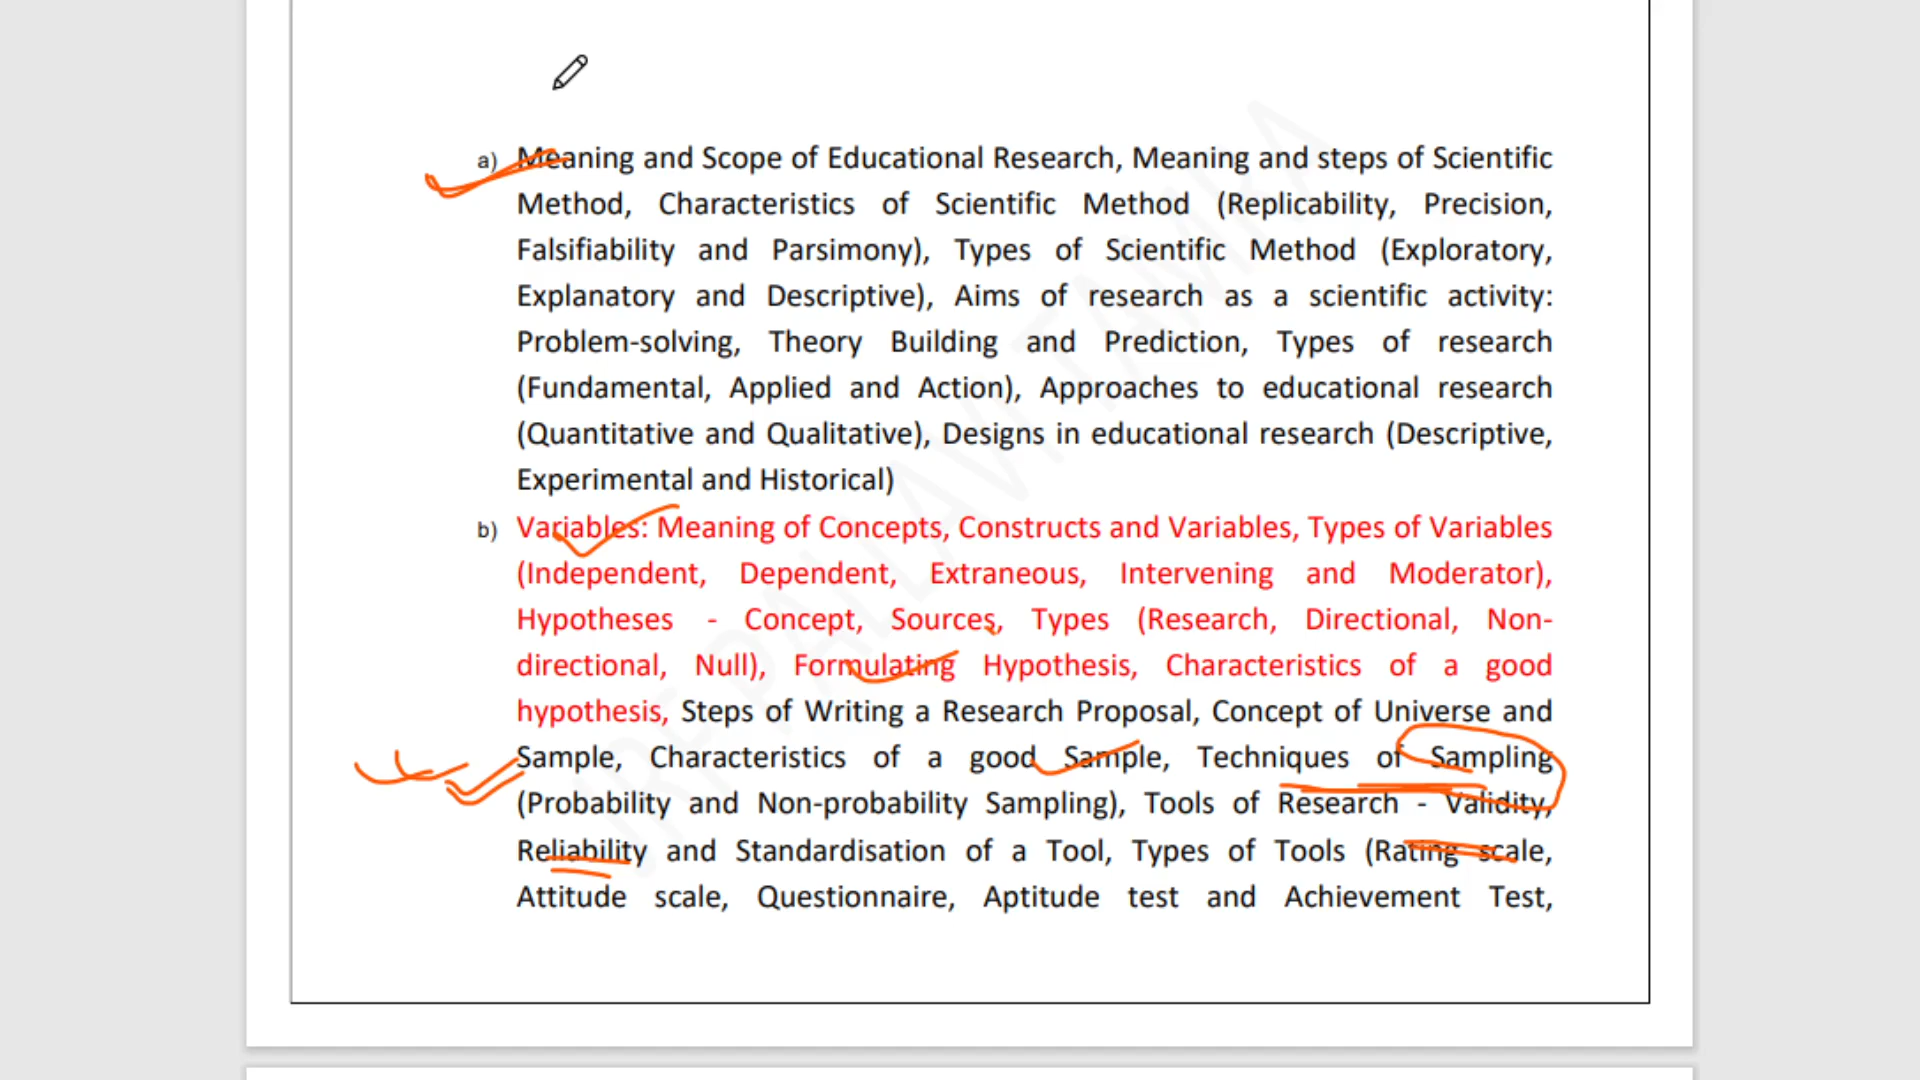 a) Meaning and Scope of Educational Research, Meaning and steps of Scientific
Method, Characteristics of Scientific Method (Replicability, Precision,
Falsifiability and Parsimony), Types of Scientific Method (Exploratory,
Explanatory and Descriptive), Aims of research as a scientific activity:
Problem-solving, Theory Building and Prediction, Types of research
(Fundamental, Applied and Action), Approaches to educational research
(Quantitative and Qualitative), Designs in educational research (Descriptive,
Experimental and Historical)
b) Variables: Meaning of Concepts, Constructs and Variables, Types of Variables
(Independent, Dependent, Extraneous, Intervening and Moderator),
Hypotheses - Concept, Sources, Types (Research, Directional, Non-
directional, Null), Formulating Hypothesis, Characteristics of a good
hypothesis, Steps of Writing a Research Proposal, Concept of Universe and
Sample, Characteristics of a good Sample, Techniques of Sampling
(Probability and Non-probability Sampling), Tools of Research - Validity,
Reliability and Standardisation of a Tool, Types of Tools (Rating scale,
Attitude scale, Questionnaire, Aptitude test and Achievement Test,